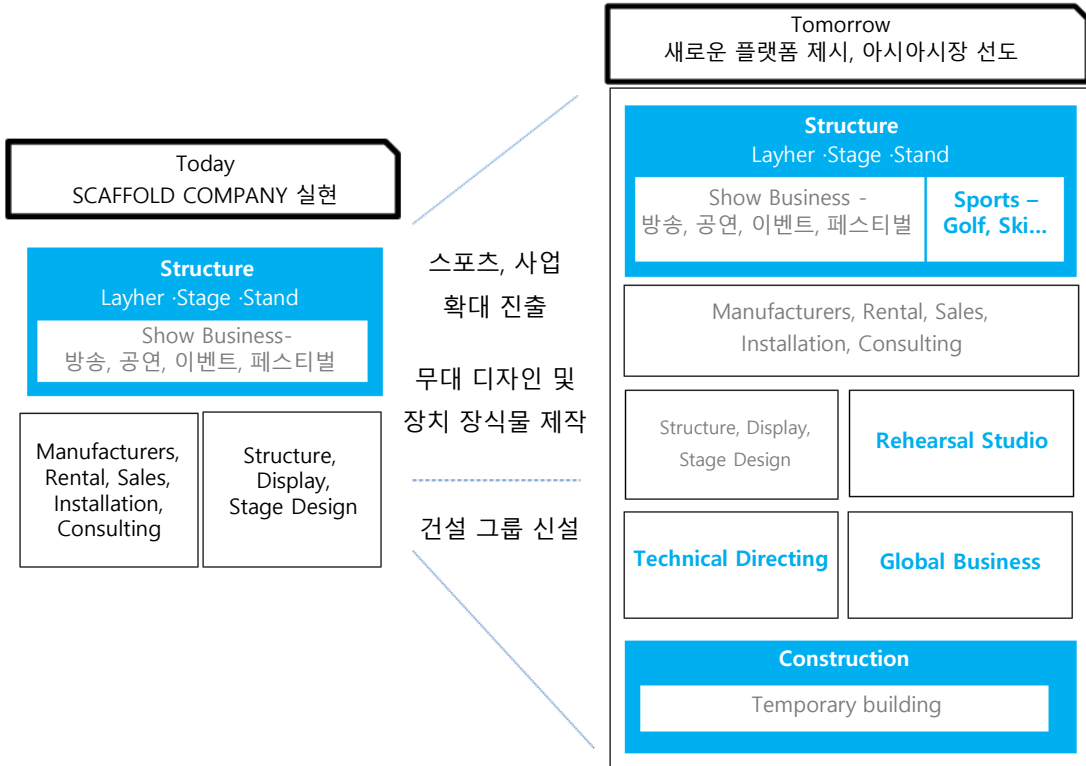 Today
SCAFFOLD COMPANY 실현
Structure
Layher ·Stage ·Stand
Show Business-
방송, 공연, 이벤트, 페스티벌
Manufacturers,
Rental, Sales,
Installation,
Consulting
Structure,
Display,
Stage Design
스포츠, 사업
확대 진출
무대 디자인 및
장치 장식물 제작
건설 그룹 신설
Tomorrow
새로운 플랫폼 제시, 아시아시장 선도
Structure
Layher ·Stage ·Stand
Show Business -
방송, 공연, 이벤트, 페스티벌
Sports –
Golf, Ski...
Manufacturers, Rental, Sales,
Installation, Consulting
Structure, Display,
Stage Design
Rehearsal Studio
Technical Directing
Global Business
Construction
Temporary building